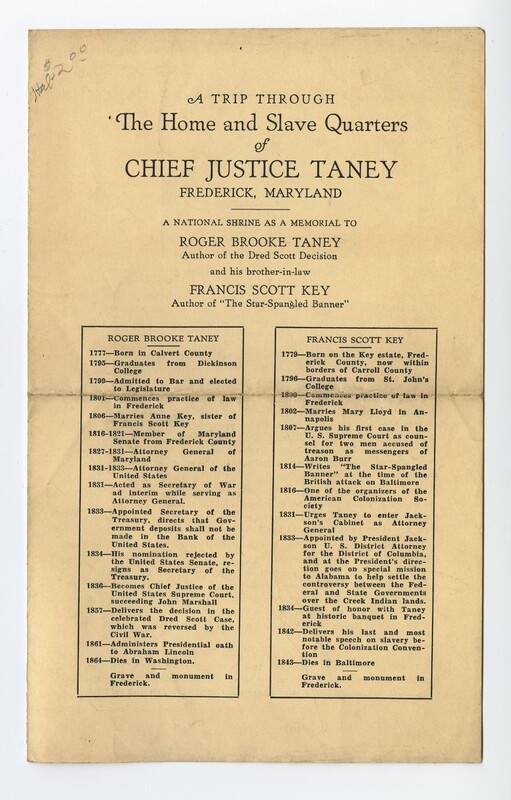 $ 2.00
A TRIP THROUGH
The Home and Slave Quarters
of
CHIEF JUSTICE TANEY
FREDERICK, MARYLAND
A NATIONAL SHRINE AS A MEMORIAL TO
ROGER BROOKE TANEY
Author of the Dred Scott Decision
and his brother-in-law
FRANCIS SCOTT KEY
Author of "The Star-Spangled Banner"
ROGER BROOKE TANEY
1777—Born in Calvert County
1795—Graduates from Dickinson
College
1799—Admitted to Bar and elected
to Legislature
1801—Commences practice of law
in Frederick
1806—Marries Anne Key, sister of
Francis Scott Key
1816-1821—Member of Maryland
Senate from Frederick County
1827-1831—Attorney General of
Maryland
1831-1833—Attorney General of the
United States
1831—Acted as Secretary of War
ad interim while serving as
Attorney General.
1833—Appointed Secretary of the
Treasury, directs that Gov-
ernment deposits shall not be
made in the Bank of the
United States.
1834—His nomination rejected by
the United States Senate, re-
signs as Secretary of the
Treasury.
1836—Becomes Chief Justice of the
United States Supreme Court,
succeeding John Marshall
1857—Delivers the decision in the
celebrated Dred Scott Case,
which was reversed by the
Civil War.
1861—Administers Presidential oath
to Abraham Lincoln
1864—Dies in Washington.
Grave and monument in
Frederick.
FRANCIS SCOTT KEY
1779—Born on the Key estate, Fred-
erick County, now within
borders of Carroll County
1796—Graduates from St. John's
College
1800—Commences practice of law in
Frederick
1802—Marries Mary Lloyd in An-
napolis
1807—Argues his first case in the
U. S. Supreme Court as coun-
sel for two men accused of
treason as messengers of
Aaron Burr
1814—Writes "The Star-Spangled
Banner" at the time of the
British attack on Baltimore
1816—One of the organizers of the
American Colonization So-
ciety
1831—Urges Taney to enter Jack-
son's Cabinet as Attorney
General
1833—Appointed by President Jack-
son U. S. District Attorney
for the District of Columbia,
and at the President's direc-
tion goes on special mission
to Alabama to help settle the
controversy between the Fed-
eral and State Governments
over the Creek Indian lands.
1834—Guest of honor with Taney
at historic banquet in Fred-
erick
1842—Delivers his last and most
notable speech on slavery be-
fore the Colonization Conven-
tion
1843—Dies in Baltimore
Grave and monument in
Frederick.